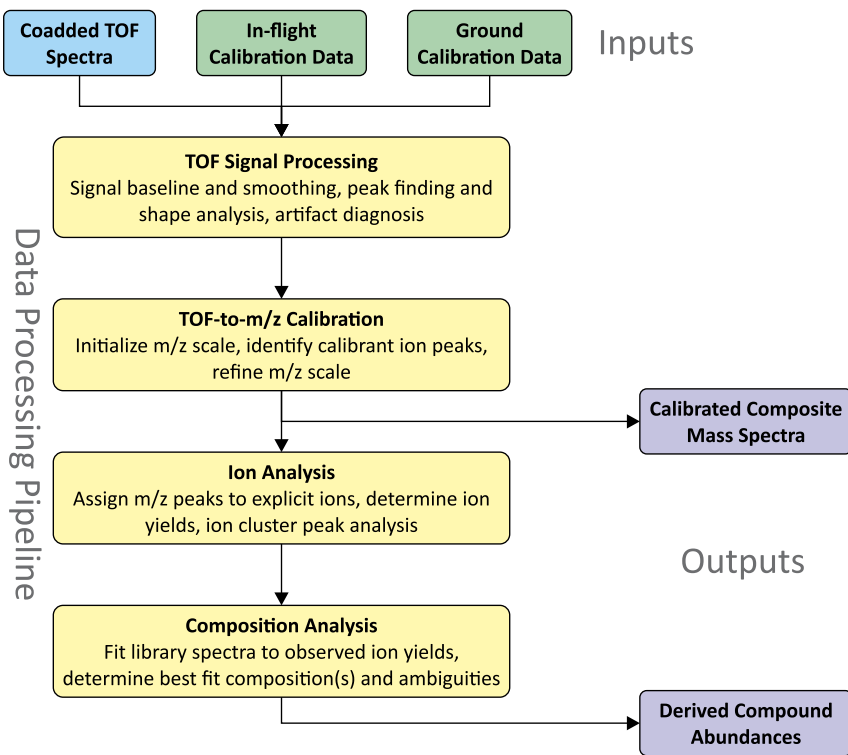 Coadded TOF
Spectra
In-flight
Calibration Data
Ground
Calibration Data
Inputs
TOF Signal Processing
Signal baseline and smoothing, peak finding and
shape analysis, artifact diagnosis
Data Processing Pipeline
TOF-to-m/z Calibration
Initialize m/z scale, identify calibrant ion peaks,
refine m/z scale
Calibrated Composite
Mass Spectra
Ion Analysis
Assign m/z peaks to explicit ions, determine ion
yields, ion cluster peak analysis
Outputs
Composition Analysis
Fit library spectra to observed ion yields,
determine best fit composition(s) and ambiguities
Derived Compound
Abundances